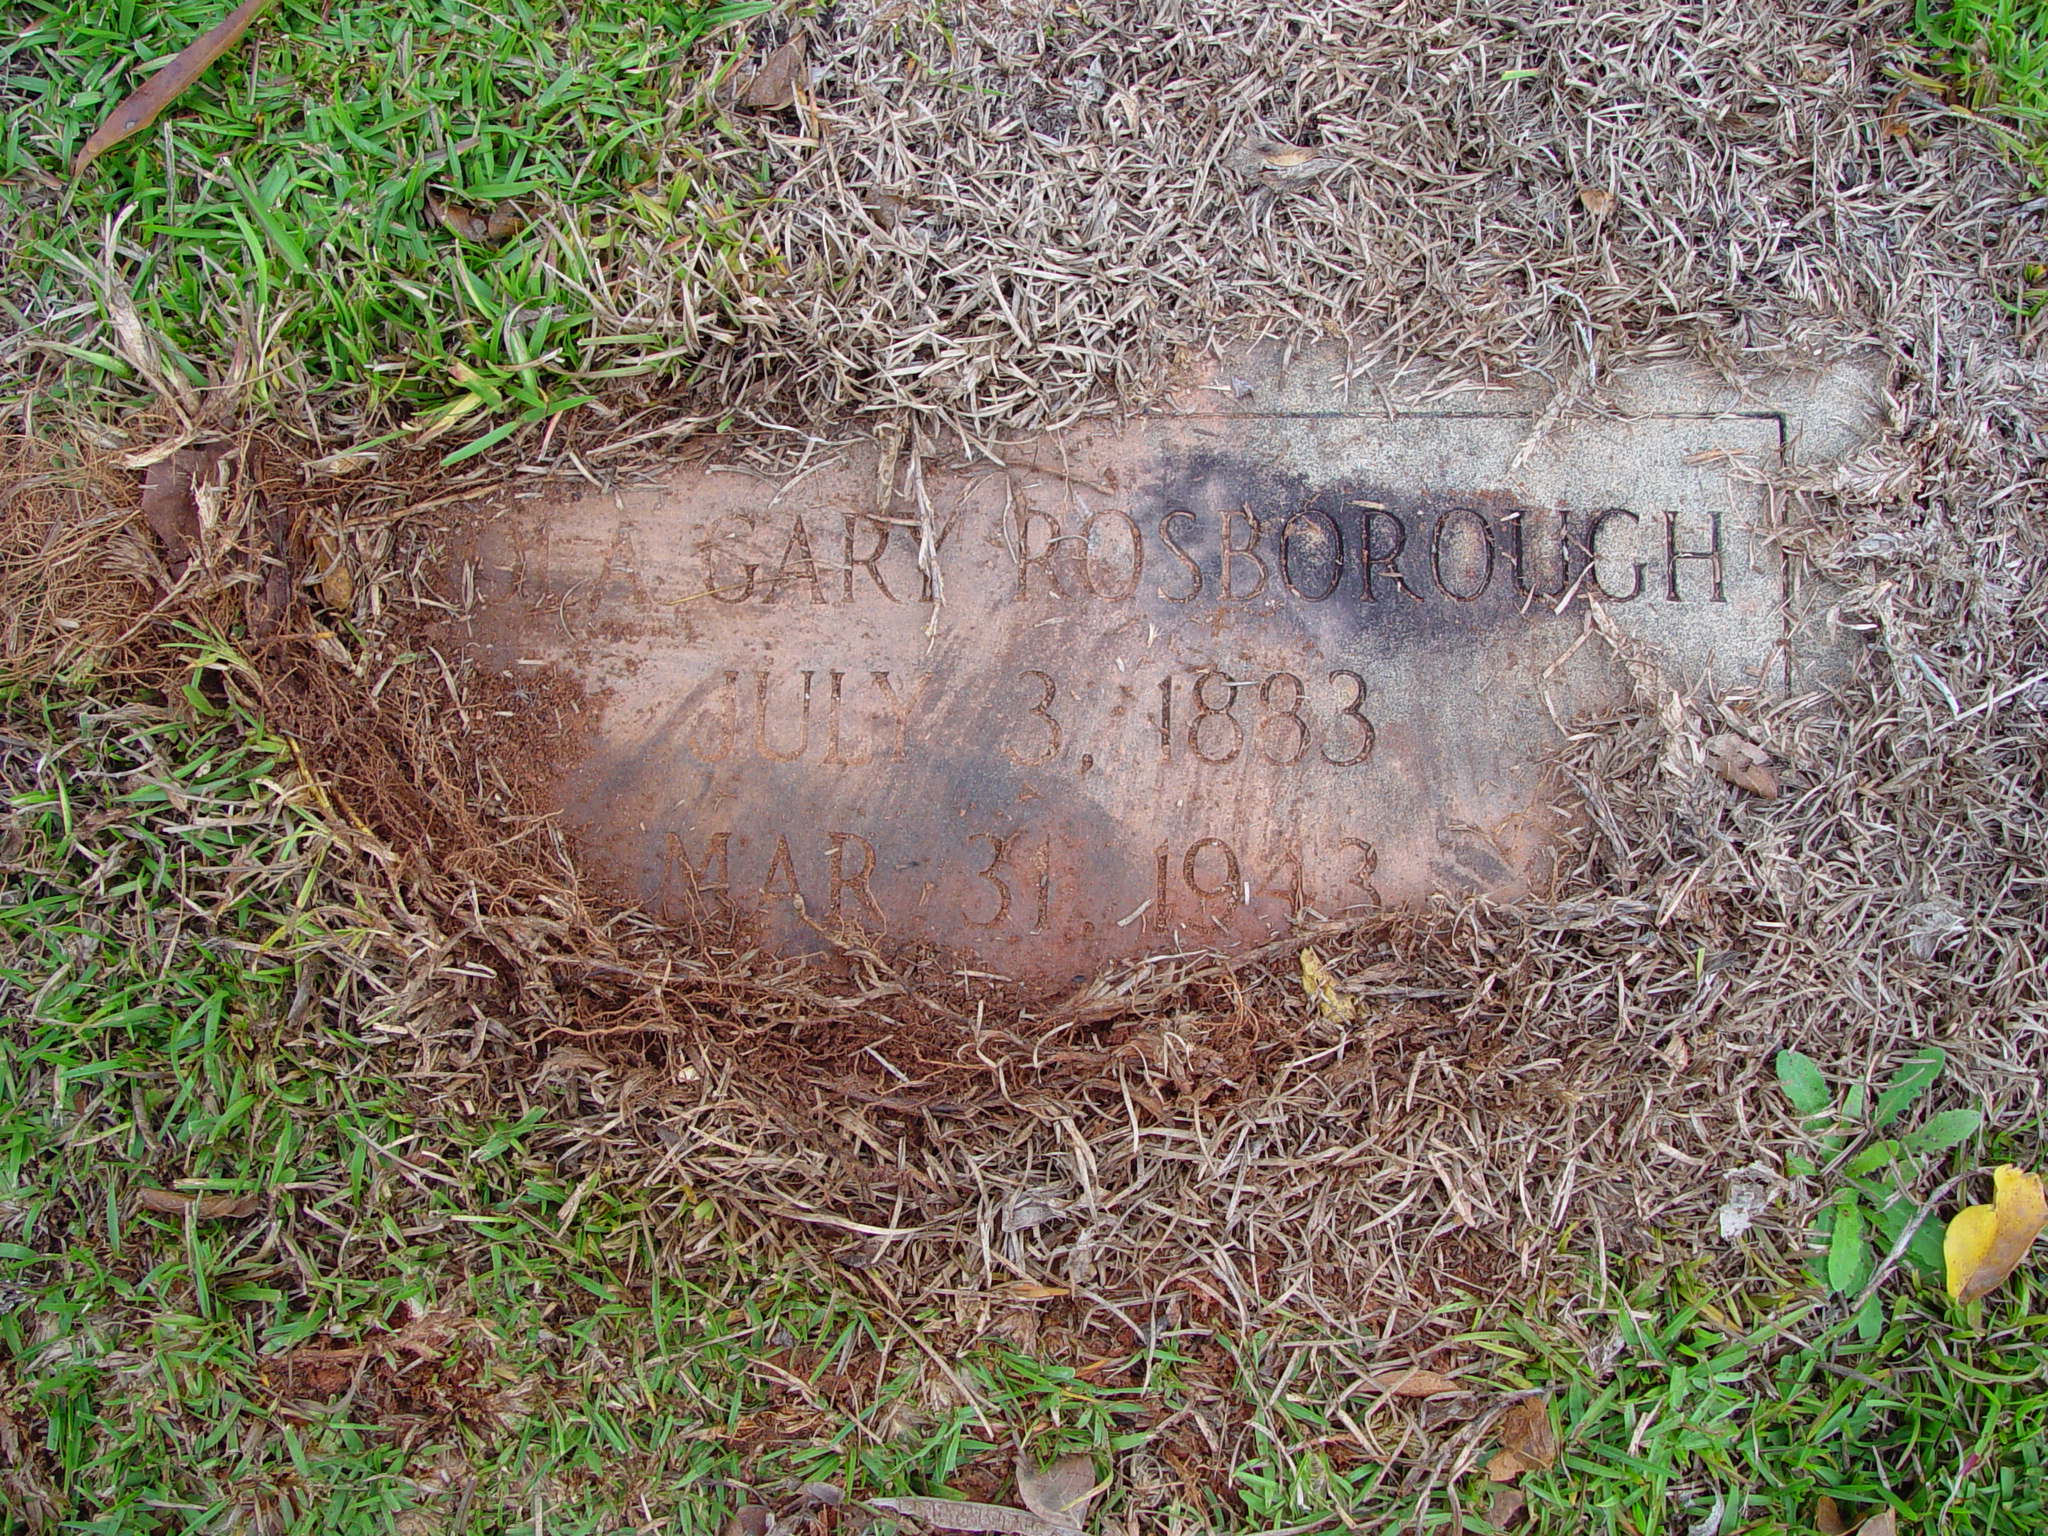 GARY ROSBOROUGH
JULY 3, 1883
MAR. 31, 1943